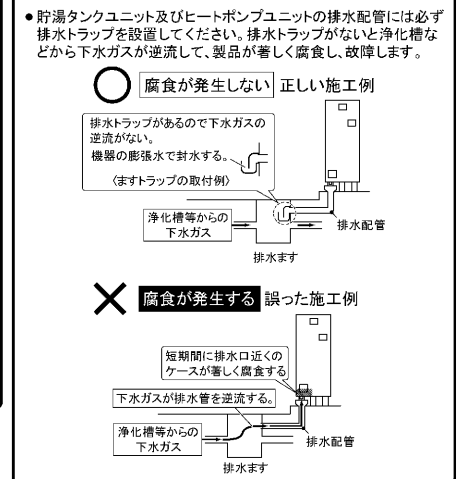 ●貯湯タンクユニット及びヒートポンプユニットの排水配管には必ず
排水トラップを設置してください。排水トラップがないと浄化槽な
どから下水ガスが逆流して、製品が著しく腐食し、故障します。
腐食が発生しない 正しい施工例
排水トラップがあるので下水ガスの
逆流がない。
機器の膨張水で封水する。
〈ますトラップの取付例〉
浄化槽等からの
下水ガス
排水配管
排水ます
腐食が発生する 誤った施工例
短期間に排水口近くの
ケースが著しく腐食する
下水ガスが排水管を逆流する。
浄化槽等からの
下水ガス
排水配管
排水ます